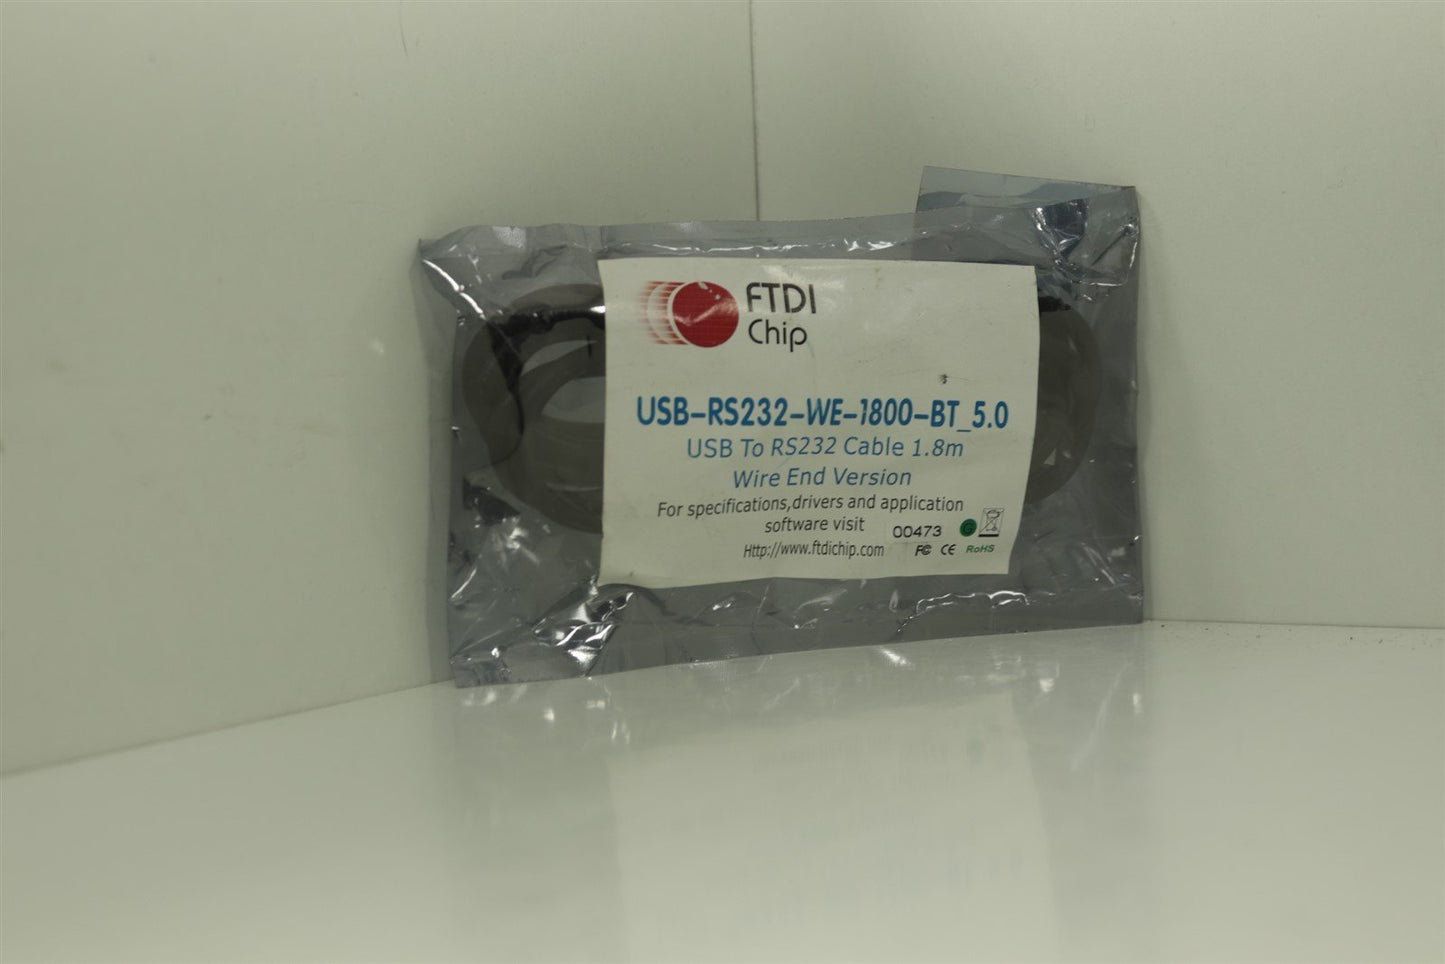 FTDI
Chip
USB-RS232-WE-1800-BT_5.0
USB To RS232 Cable 1.8m
Wire End Version
For specifications,drivers and application
software visit
00473
G
Http://www.ftdichip.com
FC CE RoHS